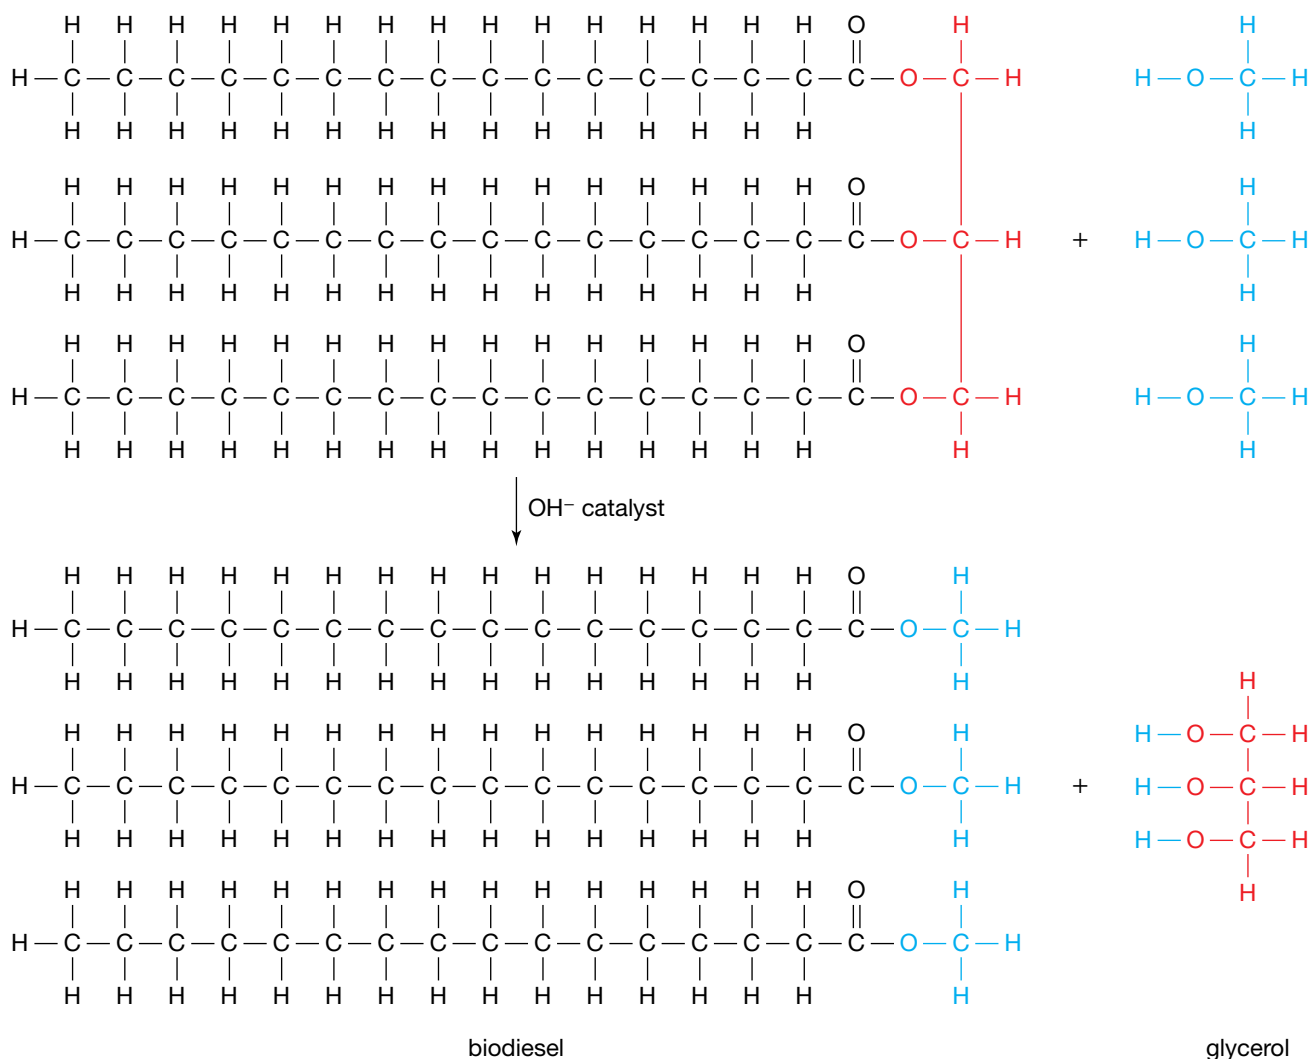 H H H H H H H H H H H H H H H O H H
H—C—C—C—C—C—C—C—C—C—C—C—C—C—C—C—C—O—C—H H—O—C—H
H H H H H H H H H H H H H H H H
H H H H H H H H H H H H H H H O H
H—C—C—C—C—C—C—C—C—C—C—C—C—C—C—C—C—O—C—H + H—O—C—H
H H H H H H H H H H H H H H H H
H H H H H H H H H H H H H H H O H
H—C—C—C—C—C—C—C—C—C—C—C—C—C—C—C—C—O—C—H H—O—C—H
H H H H H H H H H H H H H H H H H
OH⁻ catalyst
H H H H H H H H H H H H H H H O H
H—C—C—C—C—C—C—C—C—C—C—C—C—C—C—C—C—O—C—H
H H H H H H H H H H H H H H H H H
H H H H H H H H H H H H H H H O H H—O—C—H
H—C—C—C—C—C—C—C—C—C—C—C—C—C—C—C—C—O—C—H + H—O—C—H
H H H H H H H H H H H H H H H H H—O—C—H
H H H H H H H H H H H H H H H O H H
H—C—C—C—C—C—C—C—C—C—C—C—C—C—C—C—C—O—C—H
H H H H H H H H H H H H H H H H
biodiesel glycerol